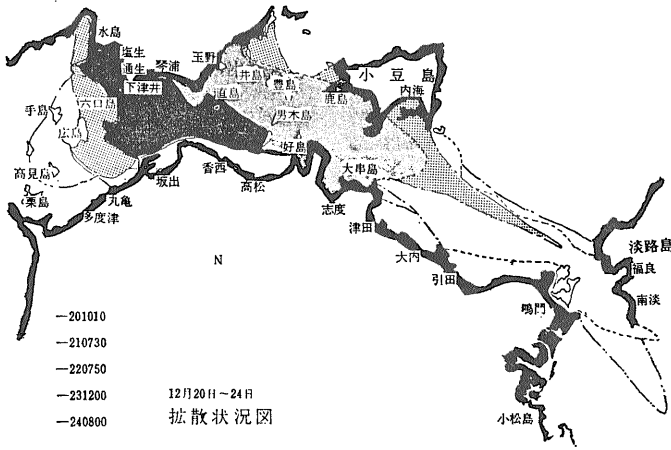 水島
塩生
通生
琴浦
玉野
下津井
井島
豊島
直島
鹿島
小豆島
内海
手島
六口島
広島
男木島
好島
大串島
高見島
粟島
坂出
香西
高松
丸亀
多度津
志度
津田
大内
引田
鳴門
淡路島
福良
南淡
小松島
N
—201010
—210730
—220750
—231200
—240800
12月20日～24日
拡散状況図